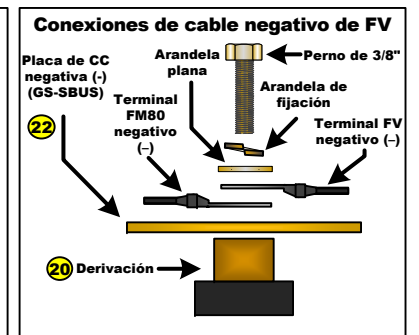 Conexiones de cable negativo de FV
Placa de CC
negativa (-)
(GS-SBUS)
22
Arandela
plana
Perno de 3/8"
Terminal
FM80
negativo
(–)
Arandela de
fijación
Terminal FV
negativo (–)
20 Derivación